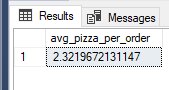 Results Messages
avg_pizza_per_order
1 2.3219672131147